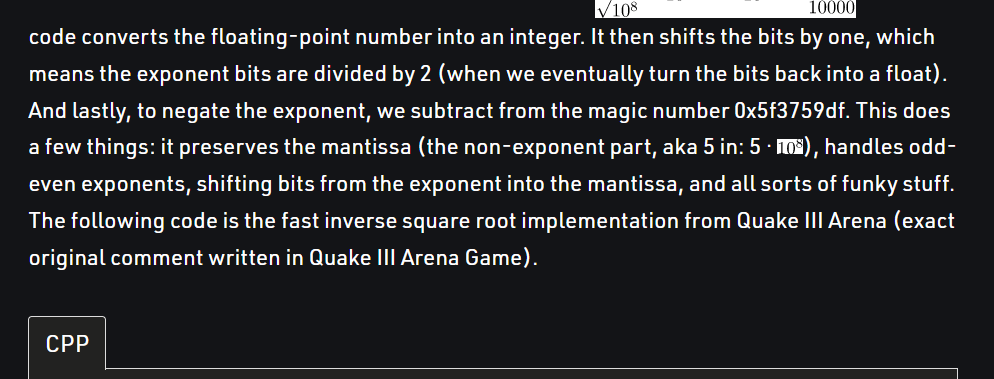 √10⁸ 10000
code converts the floating-point number into an integer. It then shifts the bits by one, which
means the exponent bits are divided by 2 (when we eventually turn the bits back into a float).
And lastly, to negate the exponent, we subtract from the magic number 0x5f3759df. This does
a few things: it preserves the mantissa (the non-exponent part, aka 5 in: 5 · 10⁸), handles odd-
even exponents, shifting bits from the exponent into the mantissa, and all sorts of funky stuff.
The following code is the fast inverse square root implementation from Quake III Arena (exact
original comment written in Quake III Arena Game).
CPP